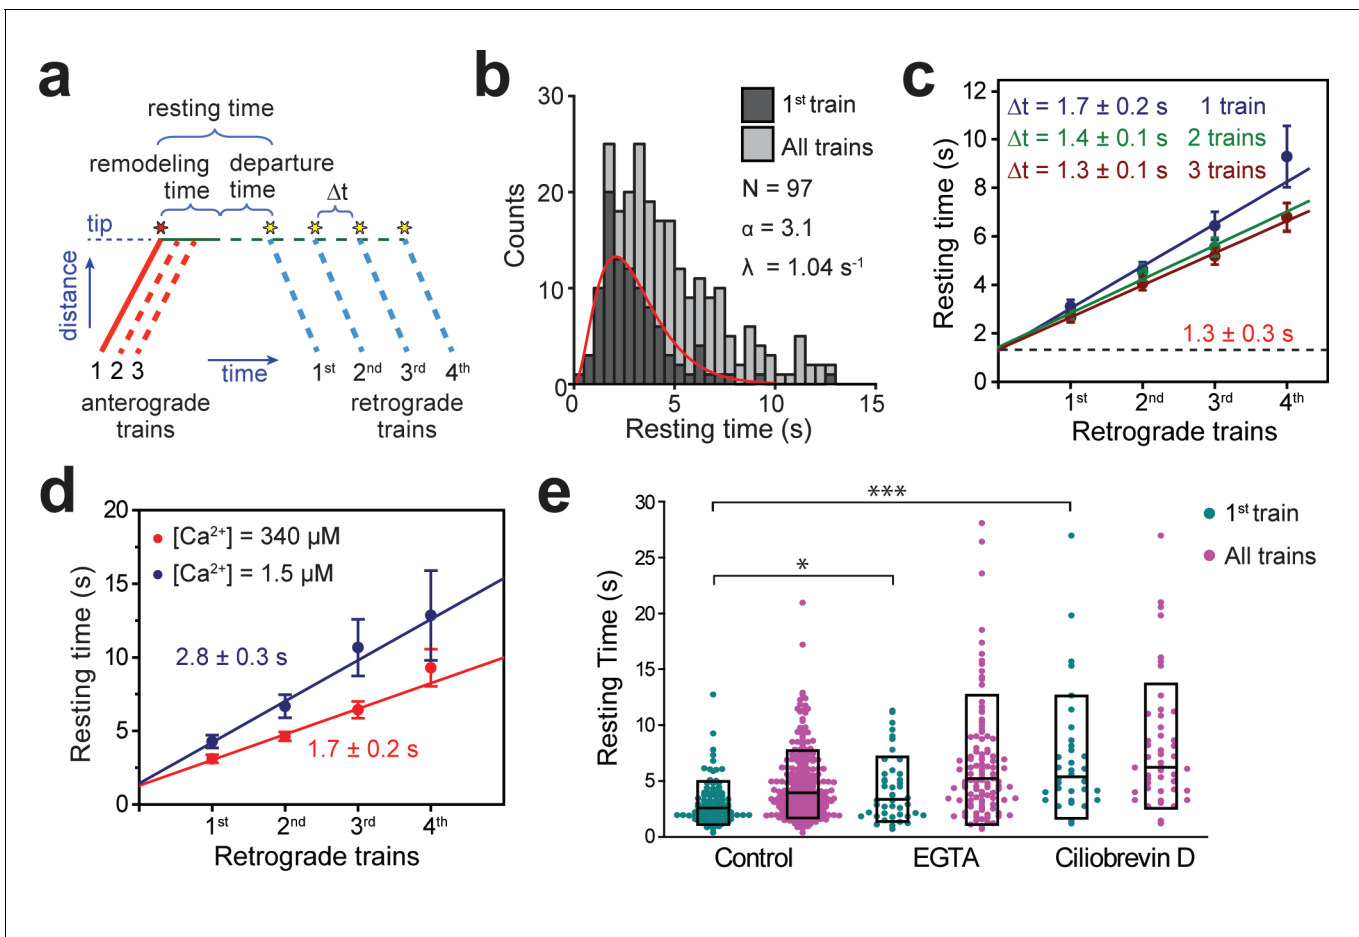 a
resting time
remodeling
time
departure
time
Δt
tip
distance
1 2 3
time
1st 2nd 3rd 4th
anterograde
trains
retrograde
trains
b
Counts
30
20
10
0
1st train
All trains
N = 97
α = 3.1
λ = 1.04 s-1
0 5 10 15
Resting time (s)
c
Resting time (s)
12
10
8
6
4
2
0
Δt = 1.7 ± 0.2 s 1 train
Δt = 1.4 ± 0.1 s 2 trains
Δt = 1.3 ± 0.1 s 3 trains
1.3 ± 0.3 s
1st 2nd 3rd 4th
Retrograde trains
d
Resting time (s)
20
15
10
5
0
[Ca2+] = 340 µM
[Ca2+] = 1.5 µM
2.8 ± 0.3 s
1.7 ± 0.2 s
1st 2nd 3rd 4th
Retrograde trains
e
Resting Time (s)
30
25
20
15
10
5
0
***
*
1st train
All trains
Control EGTA Ciliobrevin D